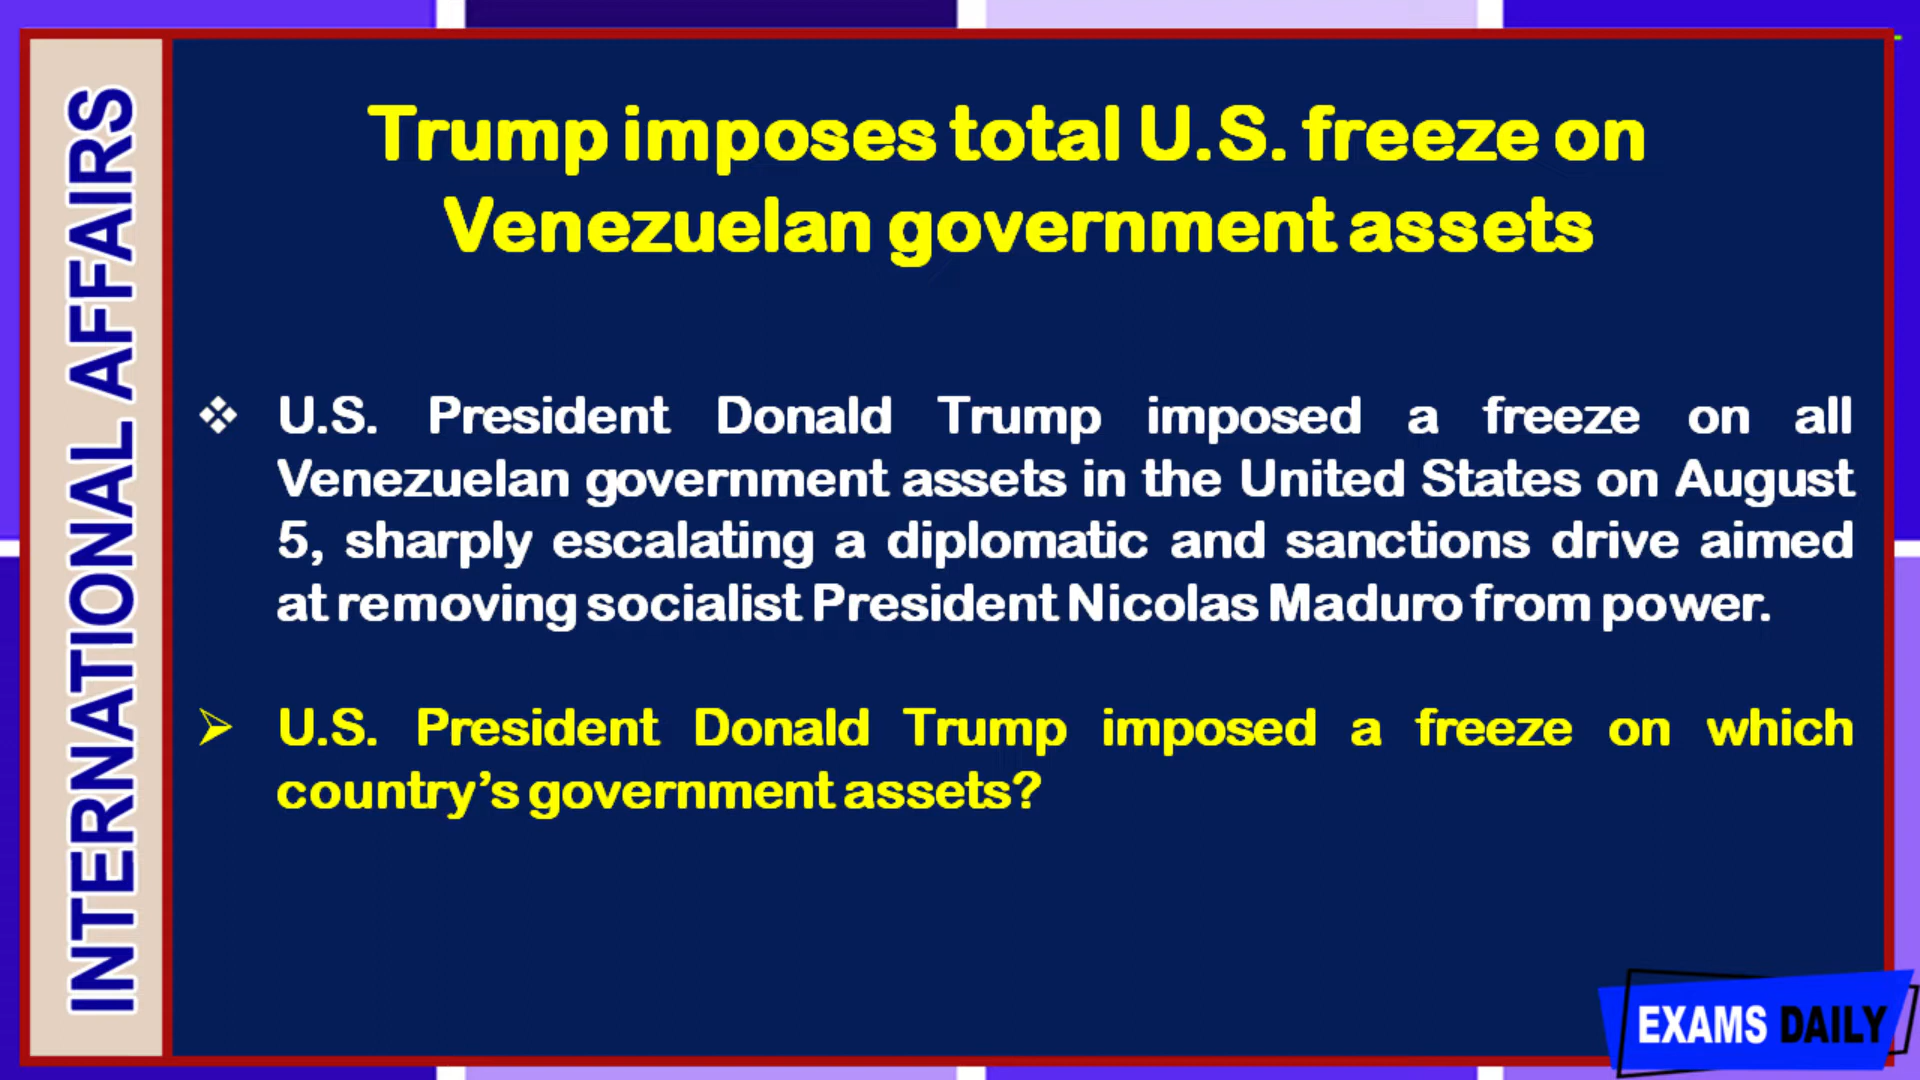 INTERNATIONAL AFFAIRS
Trump imposes total U.S. freeze on
Venezuelan government assets
U.S. President Donald Trump imposed a freeze on all
Venezuelan government assets in the United States on August
5, sharply escalating a diplomatic and sanctions drive aimed
at removing socialist President Nicolas Maduro from power.
U.S. President Donald Trump imposed a freeze on which
country’s government assets?
EXAMS DAILY